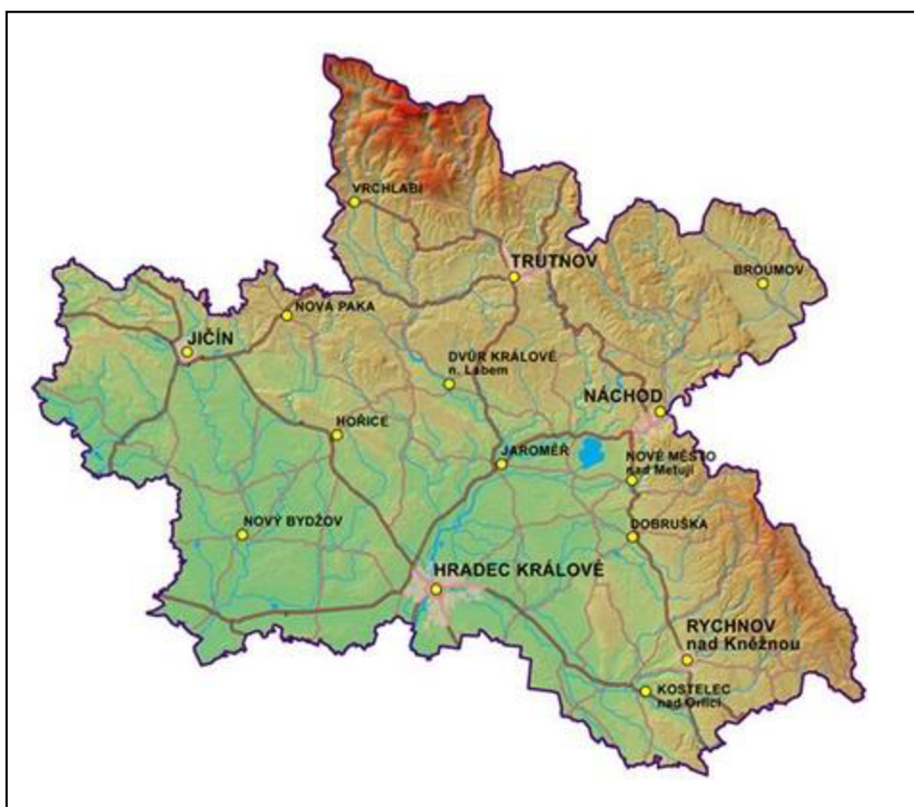 VRCHLABÍ
TRUTNOV
BROUMOV
NOVÁ PAKA
JIČÍN
DVŮR KRÁLOVÉ
n. Labem
NÁCHOD
HOŘICE
JAROMĚŘ
NOVÉ MĚSTO
nad Metují
NOVÝ BYDŽOV
DOBRUŠKA
HRADEC KRÁLOVÉ
RYCHNOV
nad Kněžnou
KOSTELEC
nad Orlicí